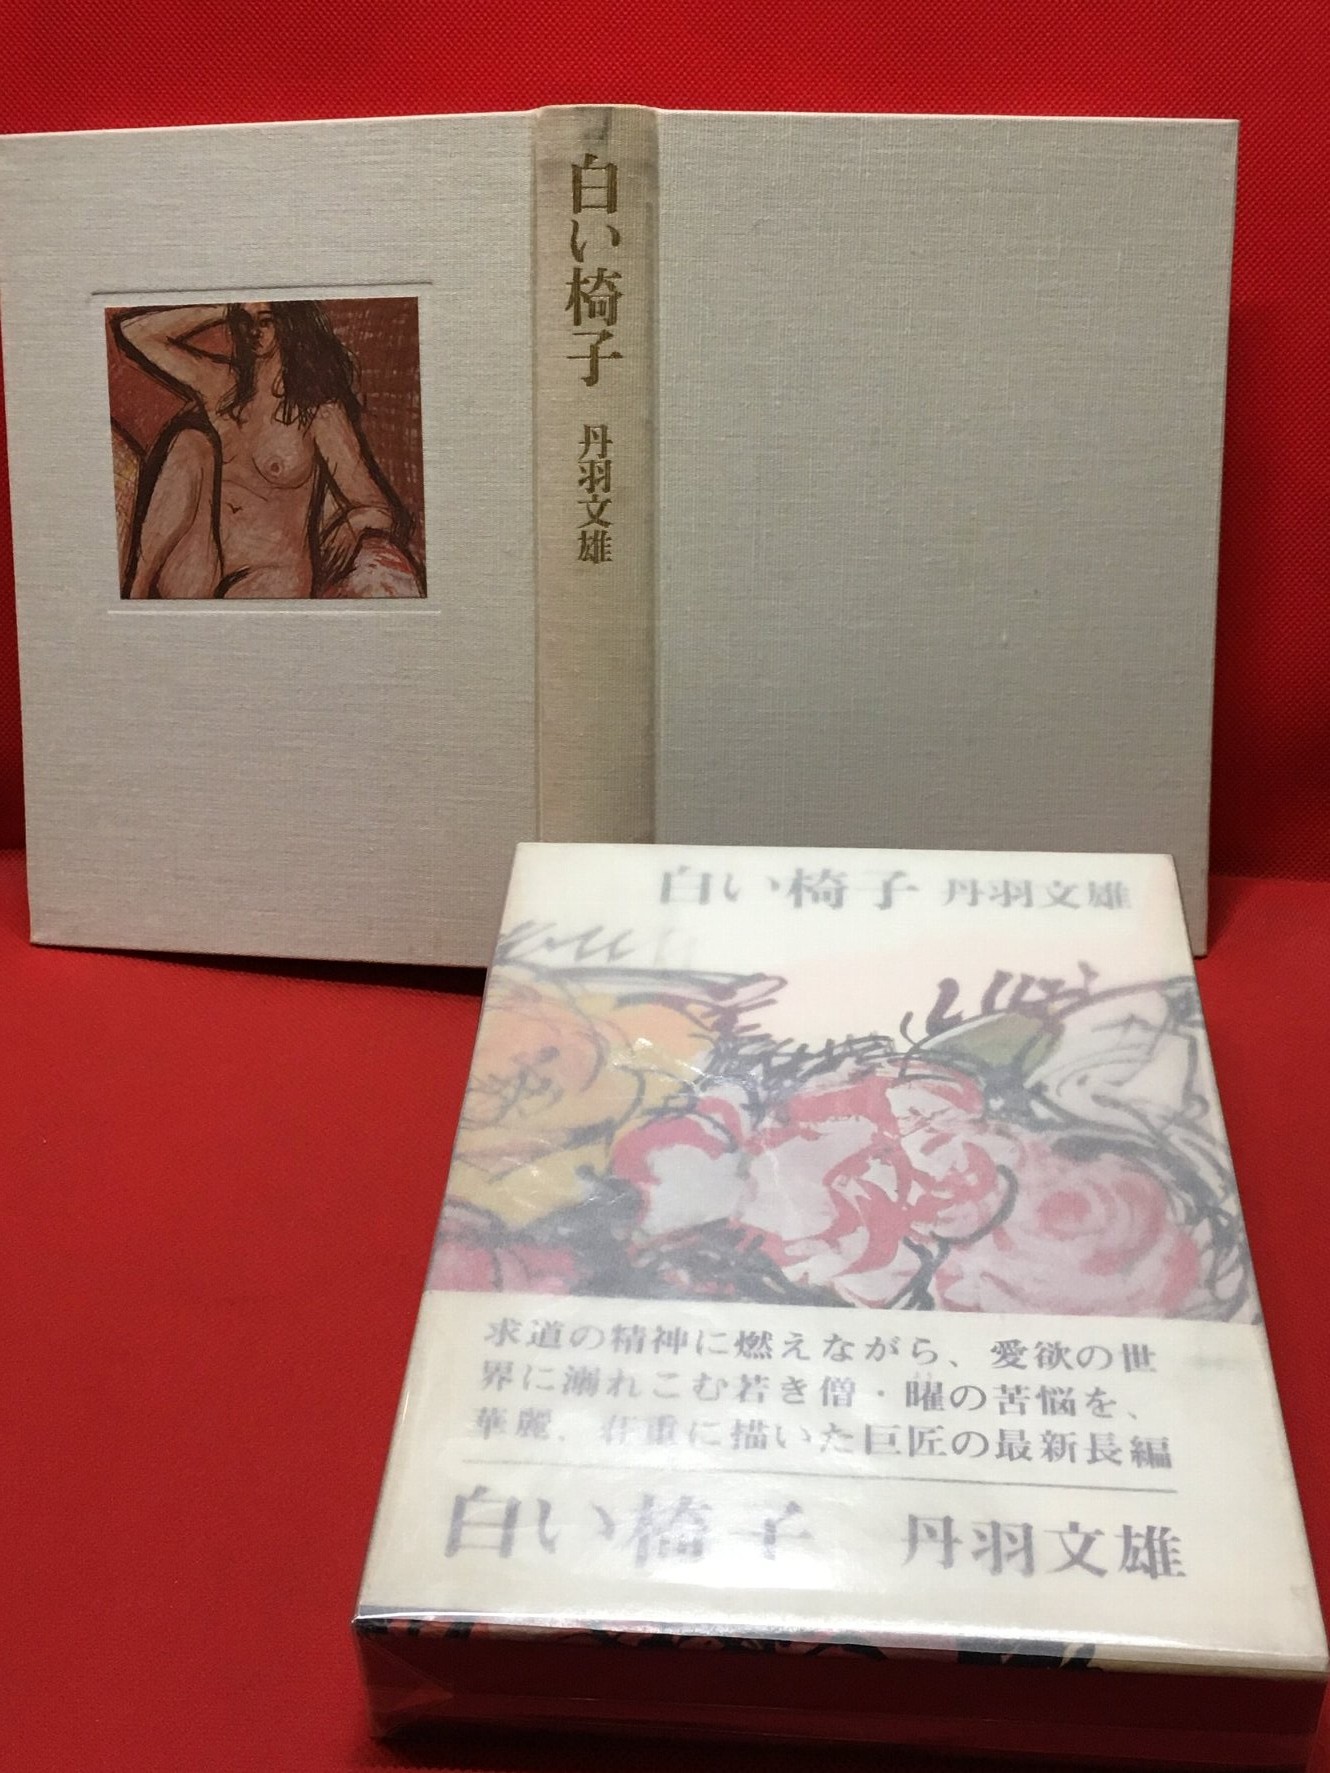 白い椅子 丹羽文雄
白い椅子 丹羽文雄
求道の精神に燃えながら、愛欲の世
界に溺れこむ若き僧・曜の苦悩を、
華麗、荘重に描いた巨匠の最新長編
白い椅子 丹羽文雄